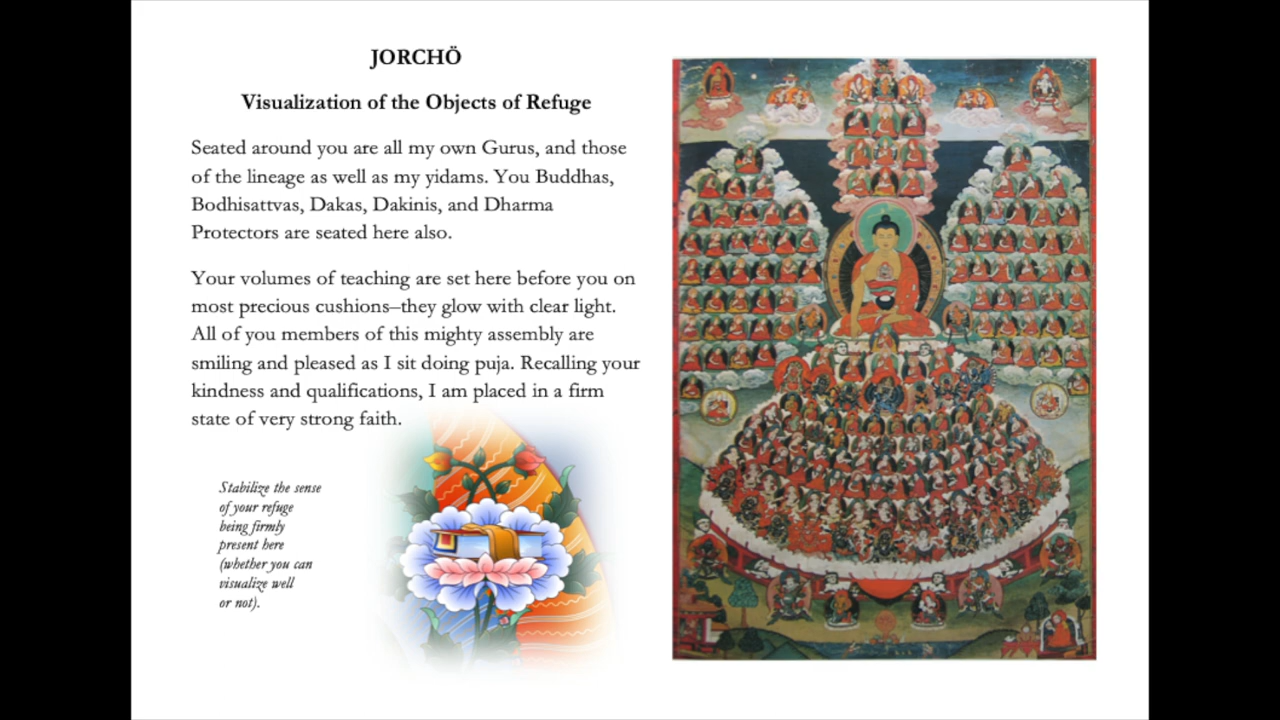 JORCHÖ
Visualization of the Objects of Refuge
Seated around you are all my own Gurus, and those
of the lineage as well as my yidams. You Buddhas,
Bodhisattvas, Dakas, Dakinis, and Dharma
Protectors are seated here also.
Your volumes of teaching are set here before you on
most precious cushions–they glow with clear light.
All of you members of this mighty assembly are
smiling and pleased as I sit doing puja. Recalling your
kindness and qualifications, I am placed in a firm
state of very strong faith.
Stabilize the sense
of your refuge
being firmly
present here
(whether you can
visualize well
or not).